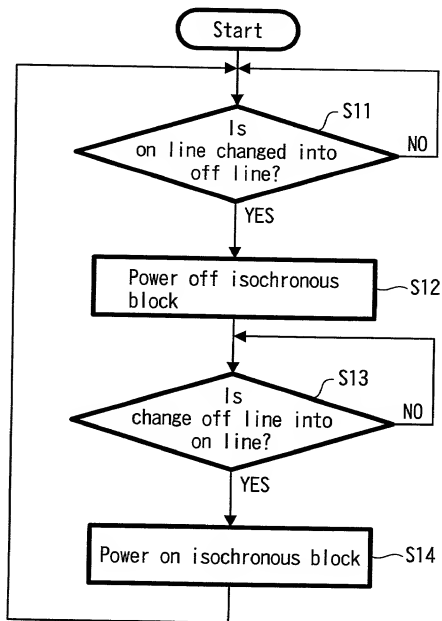 Start
S11
Is
on line changed into
off line?
NO
YES
Power off isochronous
block
S12
S13
Is
change off line into
on line?
NO
YES
Power on isochronous block
S14